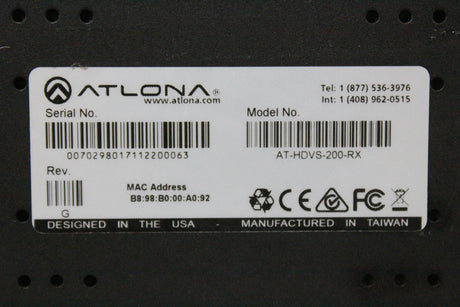 ATLONA®
www.atlona.com
Tel: 1 (877) 536-3976
Int: 1 (408) 962-0515
Serial No.
Model No.
0070298017112200063
AT-HDVS-200-RX
Rev.
G
MAC Address
B8:98:B0:00:A0:92
CE FC
DESIGNED IN THE USA - MANUFACTURED IN TAIWAN